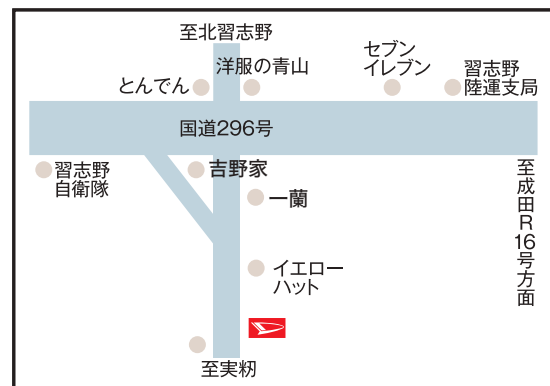 至北習志野
とんでん
洋服の青山
セブン
イレブン
習志野
陸運支局
国道296号
習志野
自衛隊
吉野家
一蘭
至成田R16号方面
イエロー
ハット
至実籾